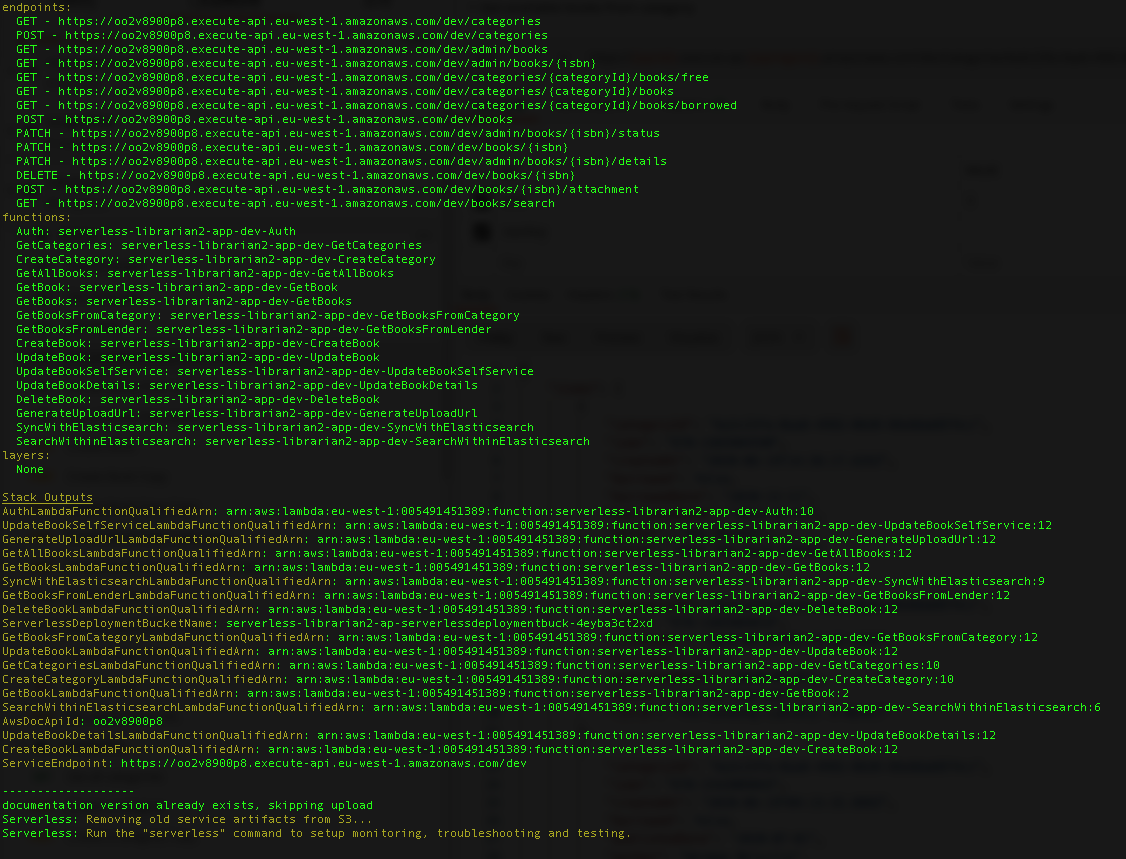 endpoints:
  GET - https://oo2v8900p8.execute-api.eu-west-1.amazonaws.com/dev/categories
  POST - https://oo2v8900p8.execute-api.eu-west-1.amazonaws.com/dev/categories
  GET - https://oo2v8900p8.execute-api.eu-west-1.amazonaws.com/dev/admin/books
  GET - https://oo2v8900p8.execute-api.eu-west-1.amazonaws.com/dev/admin/books/{isbn}
  GET - https://oo2v8900p8.execute-api.eu-west-1.amazonaws.com/dev/categories/{categoryId}/books/free
  GET - https://oo2v8900p8.execute-api.eu-west-1.amazonaws.com/dev/categories/{categoryId}/books
  GET - https://oo2v8900p8.execute-api.eu-west-1.amazonaws.com/dev/categories/{categoryId}/books/borrowed
  POST - https://oo2v8900p8.execute-api.eu-west-1.amazonaws.com/dev/books
  PATCH - https://oo2v8900p8.execute-api.eu-west-1.amazonaws.com/dev/admin/books/{isbn}/status
  PATCH - https://oo2v8900p8.execute-api.eu-west-1.amazonaws.com/dev/books/{isbn}
  PATCH - https://oo2v8900p8.execute-api.eu-west-1.amazonaws.com/dev/admin/books/{isbn}/details
  DELETE - https://oo2v8900p8.execute-api.eu-west-1.amazonaws.com/dev/books/{isbn}
  POST - https://oo2v8900p8.execute-api.eu-west-1.amazonaws.com/dev/books/{isbn}/attachment
  GET - https://oo2v8900p8.execute-api.eu-west-1.amazonaws.com/dev/books/search
functions:
  Auth: serverless-librarian2-app-dev-Auth
  GetCategories: serverless-librarian2-app-dev-GetCategories
  CreateCategory: serverless-librarian2-app-dev-CreateCategory
  GetAllBooks: serverless-librarian2-app-dev-GetAllBooks
  GetBook: serverless-librarian2-app-dev-GetBook
  GetBooks: serverless-librarian2-app-dev-GetBooks
  GetBooksFromCategory: serverless-librarian2-app-dev-GetBooksFromCategory
  GetBooksFromLender: serverless-librarian2-app-dev-GetBooksFromLender
  CreateBook: serverless-librarian2-app-dev-CreateBook
  UpdateBook: serverless-librarian2-app-dev-UpdateBook
  UpdateBookSelfService: serverless-librarian2-app-dev-UpdateBookSelfService
  UpdateBookDetails: serverless-librarian2-app-dev-UpdateBookDetails
  DeleteBook: serverless-librarian2-app-dev-DeleteBook
  GenerateUploadUrl: serverless-librarian2-app-dev-GenerateUploadUrl
  SyncWithElasticsearch: serverless-librarian2-app-dev-SyncWithElasticsearch
  SearchWithinElasticsearch: serverless-librarian2-app-dev-SearchWithinElasticsearch
layers:
  None
Stack Outputs
AuthLambdaFunctionQualifiedArn: arn:aws:lambda:eu-west-1:005491451389:function:serverless-librarian2-app-dev-Auth:10
UpdateBookSelfServiceLambdaFunctionQualifiedArn: arn:aws:lambda:eu-west-1:005491451389:function:serverless-librarian2-app-dev-UpdateBookSelfService:12
GenerateUploadUrlLambdaFunctionQualifiedArn: arn:aws:lambda:eu-west-1:005491451389:function:serverless-librarian2-app-dev-GenerateUploadUrl:12
GetAllBooksLambdaFunctionQualifiedArn: arn:aws:lambda:eu-west-1:005491451389:function:serverless-librarian2-app-dev-GetAllBooks:12
GetBooksLambdaFunctionQualifiedArn: arn:aws:lambda:eu-west-1:005491451389:function:serverless-librarian2-app-dev-GetBooks:12
SyncWithElasticsearchLambdaFunctionQualifiedArn: arn:aws:lambda:eu-west-1:005491451389:function:serverless-librarian2-app-dev-SyncWithElasticsearch:9
GetBooksFromLenderLambdaFunctionQualifiedArn: arn:aws:lambda:eu-west-1:005491451389:function:serverless-librarian2-app-dev-GetBooksFromLender:12
DeleteBookLambdaFunctionQualifiedArn: arn:aws:lambda:eu-west-1:005491451389:function:serverless-librarian2-app-dev-DeleteBook:12
ServerlessDeploymentBucketName: serverless-librarian2-ap-serverlessdeploymentbuck-4eyba3ct2xd
GetBooksFromCategoryLambdaFunctionQualifiedArn: arn:aws:lambda:eu-west-1:005491451389:function:serverless-librarian2-app-dev-GetBooksFromCategory:12
UpdateBookLambdaFunctionQualifiedArn: arn:aws:lambda:eu-west-1:005491451389:function:serverless-librarian2-app-dev-UpdateBook:12
GetCategoriesLambdaFunctionQualifiedArn: arn:aws:lambda:eu-west-1:005491451389:function:serverless-librarian2-app-dev-GetCategories:10
CreateCategoryLambdaFunctionQualifiedArn: arn:aws:lambda:eu-west-1:005491451389:function:serverless-librarian2-app-dev-CreateCategory:10
GetBookLambdaFunctionQualifiedArn: arn:aws:lambda:eu-west-1:005491451389:function:serverless-librarian2-app-dev-GetBook:2
SearchWithinElasticsearchLambdaFunctionQualifiedArn: arn:aws:lambda:eu-west-1:005491451389:function:serverless-librarian2-app-dev-SearchWithinElasticsearch:6
AwsDocApiId: oo2v8900p8
UpdateBookDetailsLambdaFunctionQualifiedArn: arn:aws:lambda:eu-west-1:005491451389:function:serverless-librarian2-app-dev-UpdateBookDetails:12
CreateBookLambdaFunctionQualifiedArn: arn:aws:lambda:eu-west-1:005491451389:function:serverless-librarian2-app-dev-CreateBook:12
ServiceEndpoint: https://oo2v8900p8.execute-api.eu-west-1.amazonaws.com/dev
-------------------
documentation version already exists, skipping upload
Serverless: Removing old service artifacts from S3...
Serverless: Run the "serverless" command to setup monitoring, troubleshooting and testing.